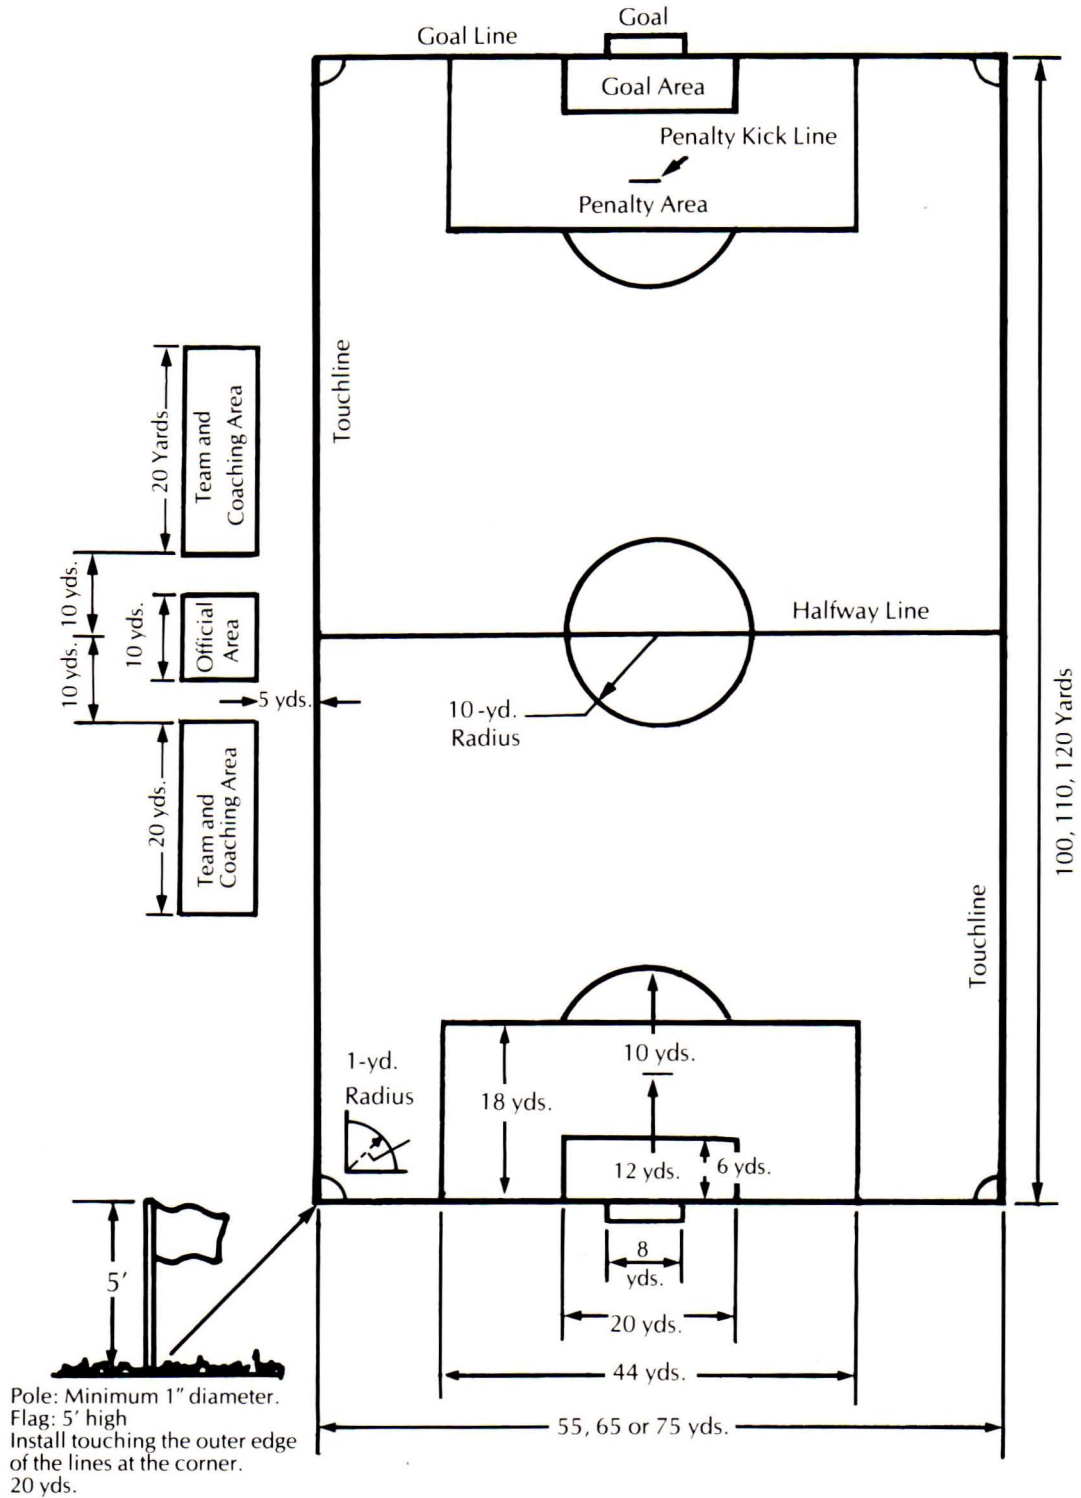 Goal
Goal Line
Goal Area
Penalty Kick Line
Penalty Area
Touchline
20 Yards
Team and
Coaching Area
10 yds.
10 yds.
Official
Area
10 yds.
Halfway Line
5 yds.
10-yd.
Radius
20 yds.
Team and
Coaching Area
100, 110, 120 Yards
Touchline
1-yd.
Radius
10 yds.
18 yds.
12 yds.
6 yds.
8
yds.
5'
20 yds.
44 yds.
55, 65 or 75 yds.
Pole: Minimum 1" diameter.
Flag: 5' high
Install touching the outer edge
of the lines at the corner.
20 yds.